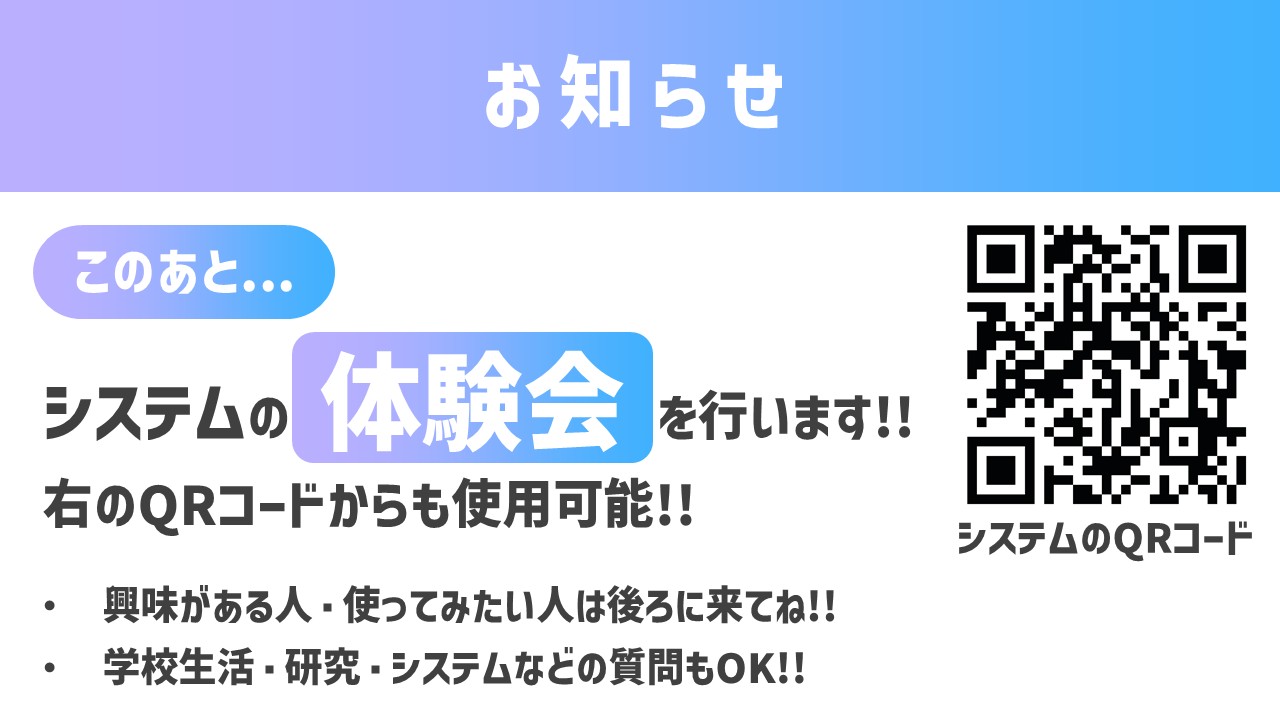 お知らせ
このあと...
システムの体験会を行います!!
右のQRコードからも使用可能!!
システムのQRコード
• 興味がある人・使ってみたい人は後ろに来てね!!
• 学校生活・研究・システムなどの質問もOK!!